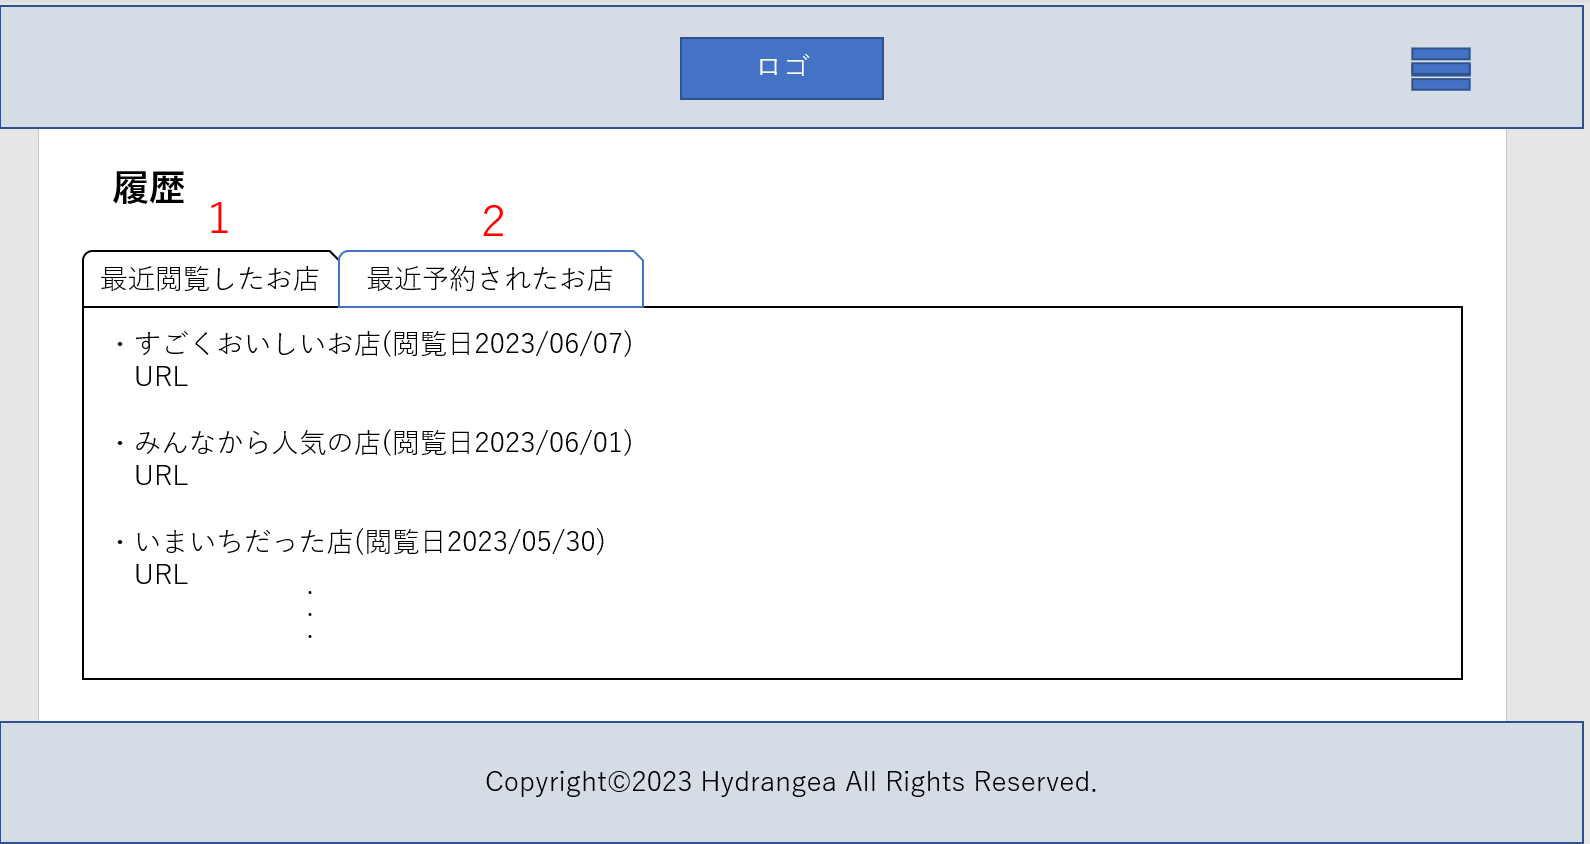 ロゴ
履歴
1
2
最近閲覧したお店
最近予約されたお店
・すごくおいしいお店(閲覧日2023/06/07)
URL
・みんなから人気の店(閲覧日2023/06/01)
URL
・いまいちだった店(閲覧日2023/05/30)
URL
.
.
.
Copyright©2023 Hydrangea All Rights Reserved.